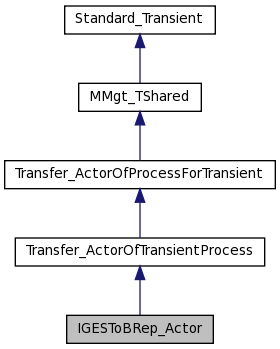 Standard_Transient
MMgt_TShared
Transfer_ActorOfProcessForTransient
Transfer_ActorOfTransientProcess
IGESToBRep_Actor